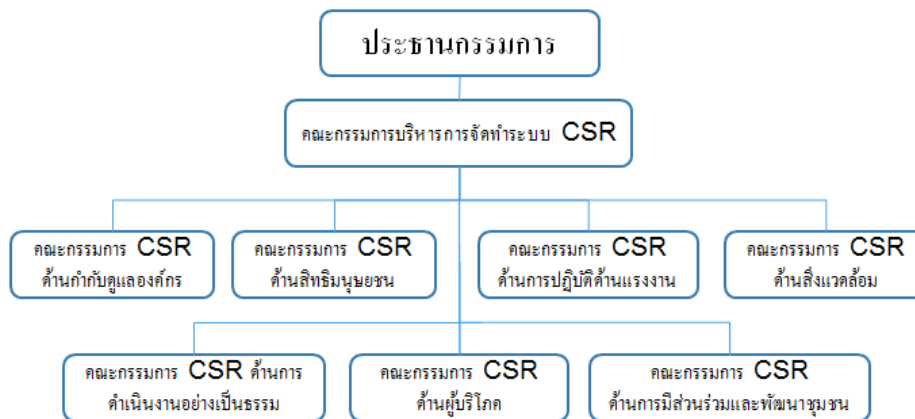 ประธานกรรมการ
คณะกรรมการบริหารการจัดทำระบบ CSR
คณะกรรมการ CSR
ด้านกำกับดูแลองค์กร
คณะกรรมการ CSR
ด้านสิทธิมนุษยชน
คณะกรรมการ CSR
ด้านการปฏิบัติด้านแรงงาน
คณะกรรมการ CSR
ด้านสิ่งแวดล้อม
คณะกรรมการ CSR ด้านการ
ดำเนินงานอย่างเป็นธรรม
คณะกรรมการ CSR
ด้านผู้บริโภค
คณะกรรมการ CSR
ด้านการมีส่วนร่วมและพัฒนาชุมชน